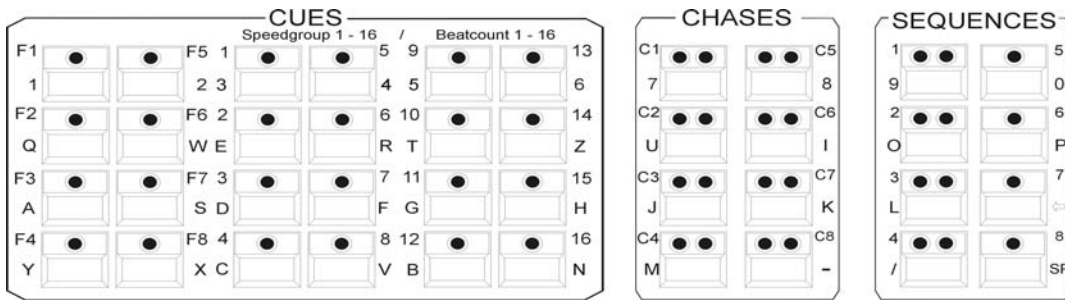 CUES CHASES SEQUENCES
Speedgroup 1 - 16 / Beatcount 1 - 16
F1 F5 1 5 9 13 C1 C5 1 5
1 2 3 4 5 6 7 8 9 0
F2 F6 2 6 10 14 C2 C6 2 6
Q W E R T Z U I O P
F3 F7 3 7 11 15 C3 C7 3 7
A S D F G H J K L ⇦
F4 F8 4 8 12 16 C4 C8 4 8
Y X C V B N M - /